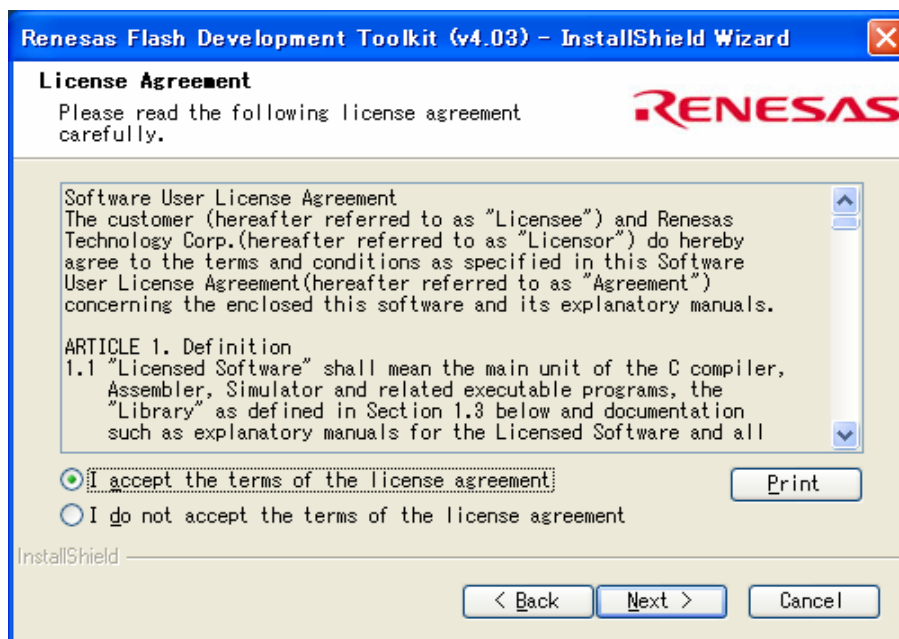 Renesas Flash Development Toolkit (v4.03) - InstallShield Wizard
License Agreement
Please read the following license agreement
carefully.
RENESAS
Software User License Agreement
The customer (hereafter referred to as "Licensee") and Renesas
Technology Corp.(hereafter referred to as "Licensor") do hereby
agree to the terms and conditions as specified in this Software
User License Agreement(hereafter referred to as "Agreement")
concerning the enclosed this software and its explanatory manuals.
ARTICLE 1. Definition
1.1 "Licensed Software" shall mean the main unit of the C compiler,
Assembler, Simulator and related executable programs, the
"Library" as defined in Section 1.3 below and documentation
such as explanatory manuals for the Licensed Software and all
I accept the terms of the license agreement
Print
I do not accept the terms of the license agreement
InstallShield
< Back
Next >
Cancel